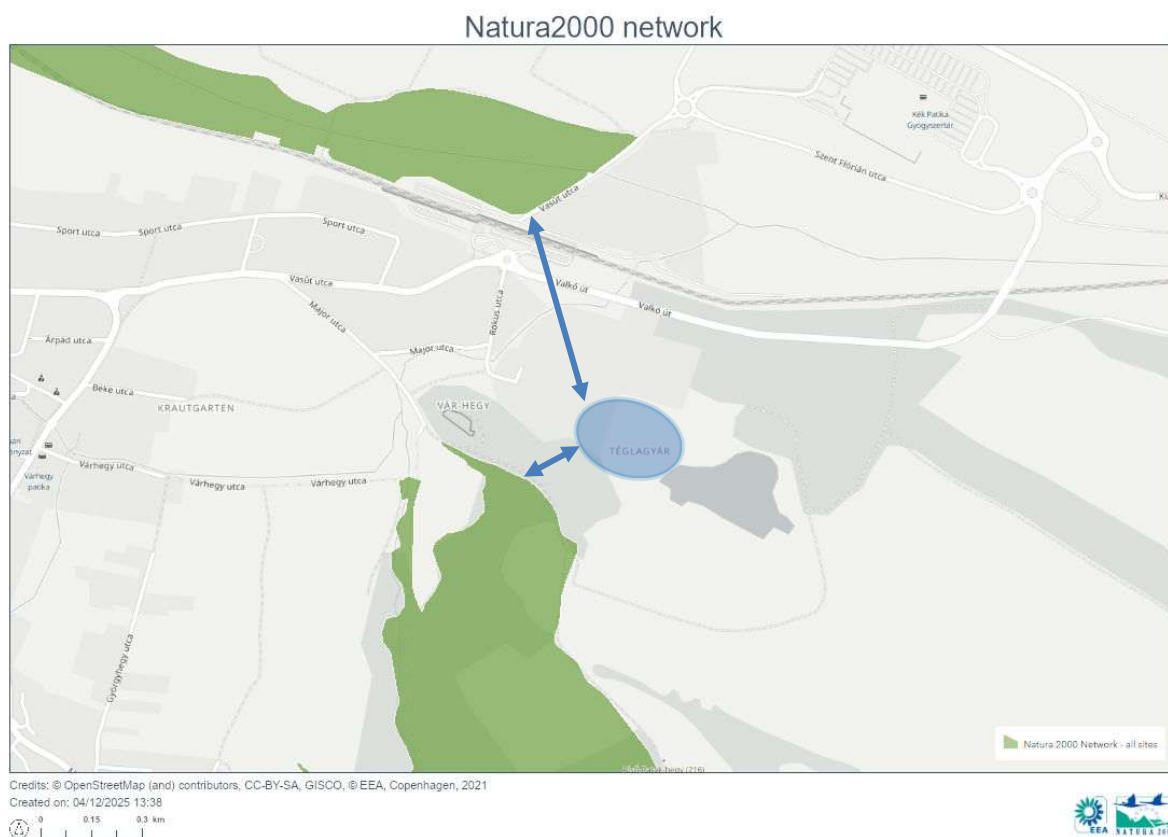 Natura2000 network
Kék Patika
Gyógyszertár
Szent Flórián utca
Vasút utca
Sport utca
Sport utca
Sport utca
Vasút utca
Valkó út
Valkó út
Major utca
Rókus utca
Árpád utca
Major utca
Beke utca
KRAUTGARTEN
VÁR-HEGY
TÉGLAGYÁR
Várhegy
patika
Várhegy utca
Várhegy utca
Várhegy utca
Györgyhegy utca
Natura 2000 Network - all sites
Credits: © OpenStreetMap (and) contributors, CC-BY-SA, GISCO, © EEA, Copenhagen, 2021
Created on: 04/12/2025 13:38
0 0.15 0.3 km
EEA